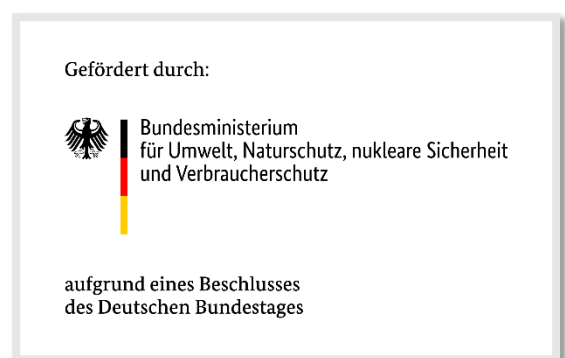 Gefördert durch:
Bundesministerium
für Umwelt, Naturschutz, nukleare Sicherheit
und Verbraucherschutz
aufgrund eines Beschlusses
des Deutschen Bundestages